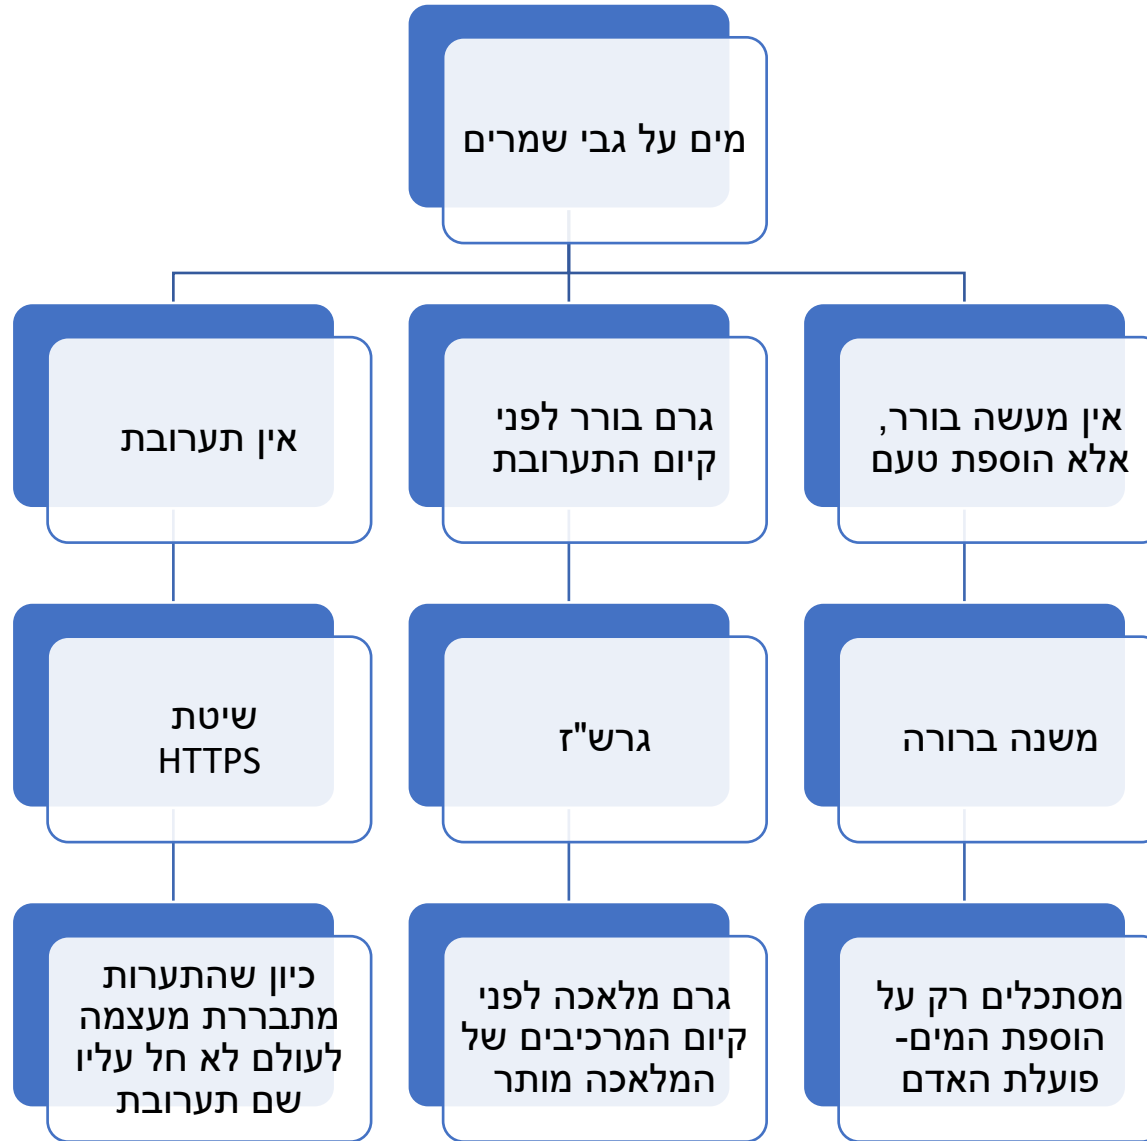 מים על גבי שמרים
אין מעשה בורר,
אלא הוספת טעם
גרם בורר לפני
קיום התערובת
אין תערובת
משנה ברורה
גרש"ז
שיטת
HTTPS
מסתכלים רק על
הוספת המים-
פועלת האדם
גרם מלאכה לפני
קיום המרכיבים של
המלאכה מותר
כיון שהתערות
מתבררת מעצמה
לעולם לא חל עליו
שם תערובת